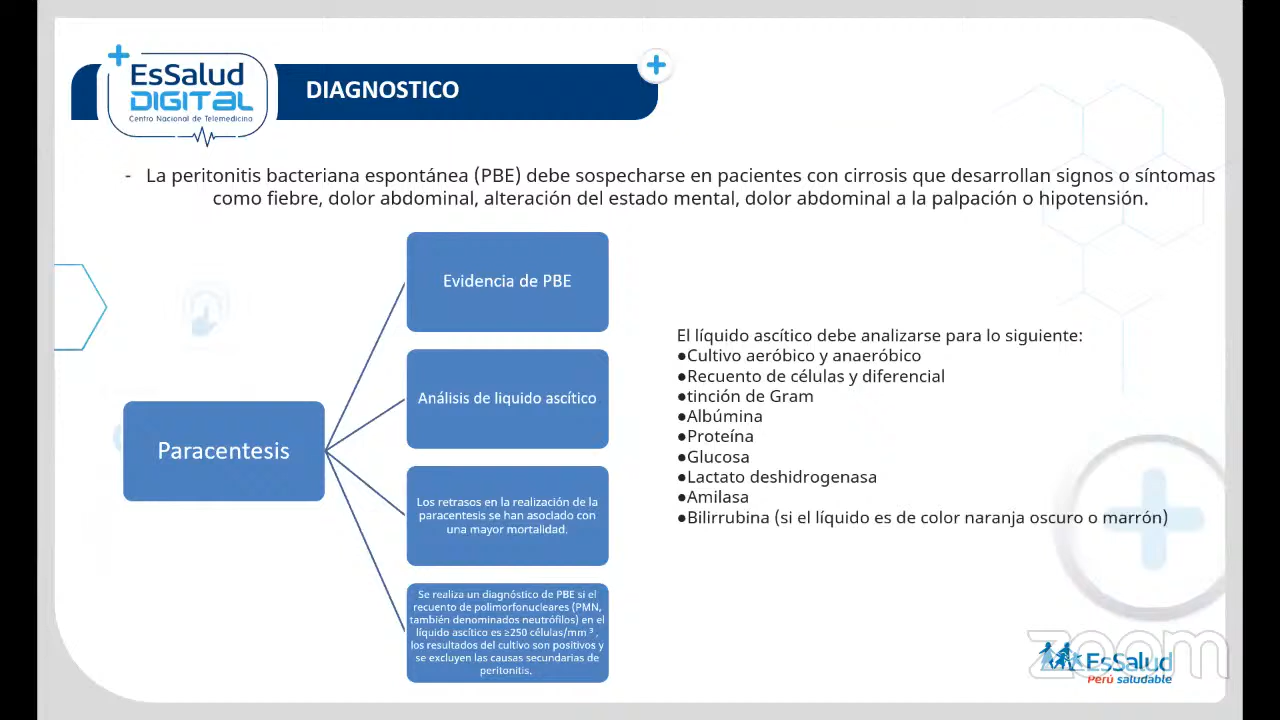 EsSalud
DIGITAL
Centro Nacional de Telemedicina
DIAGNOSTICO
- La peritonitis bacteriana espontánea (PBE) debe sospecharse en pacientes con cirrosis que desarrollan signos o síntomas
como fiebre, dolor abdominal, alteración del estado mental, dolor abdominal a la palpación o hipotensión.
Paracentesis
Evidencia de PBE
Análisis de liquido ascítico
Los retrasos en la realización de la
paracentesis se han asociado con
una mayor mortalidad.
Se realiza un diagnóstico de PBE si el
recuento de polimorfonucleares (PMN,
también denominados neutrófilos) en el
líquido ascítico es ≥250 células/mm ³ ,
los resultados del cultivo son positivos y
se excluyen las causas secundarias de
peritonitis.
El líquido ascítico debe analizarse para lo siguiente:
●Cultivo aeróbico y anaeróbico
●Recuento de células y diferencial
●tinción de Gram
●Albúmina
●Proteína
●Glucosa
●Lactato deshidrogenasa
●Amilasa
●Bilirrubina (si el líquido es de color naranja oscuro o marrón)
EsSalud
Perú saludable
zoom